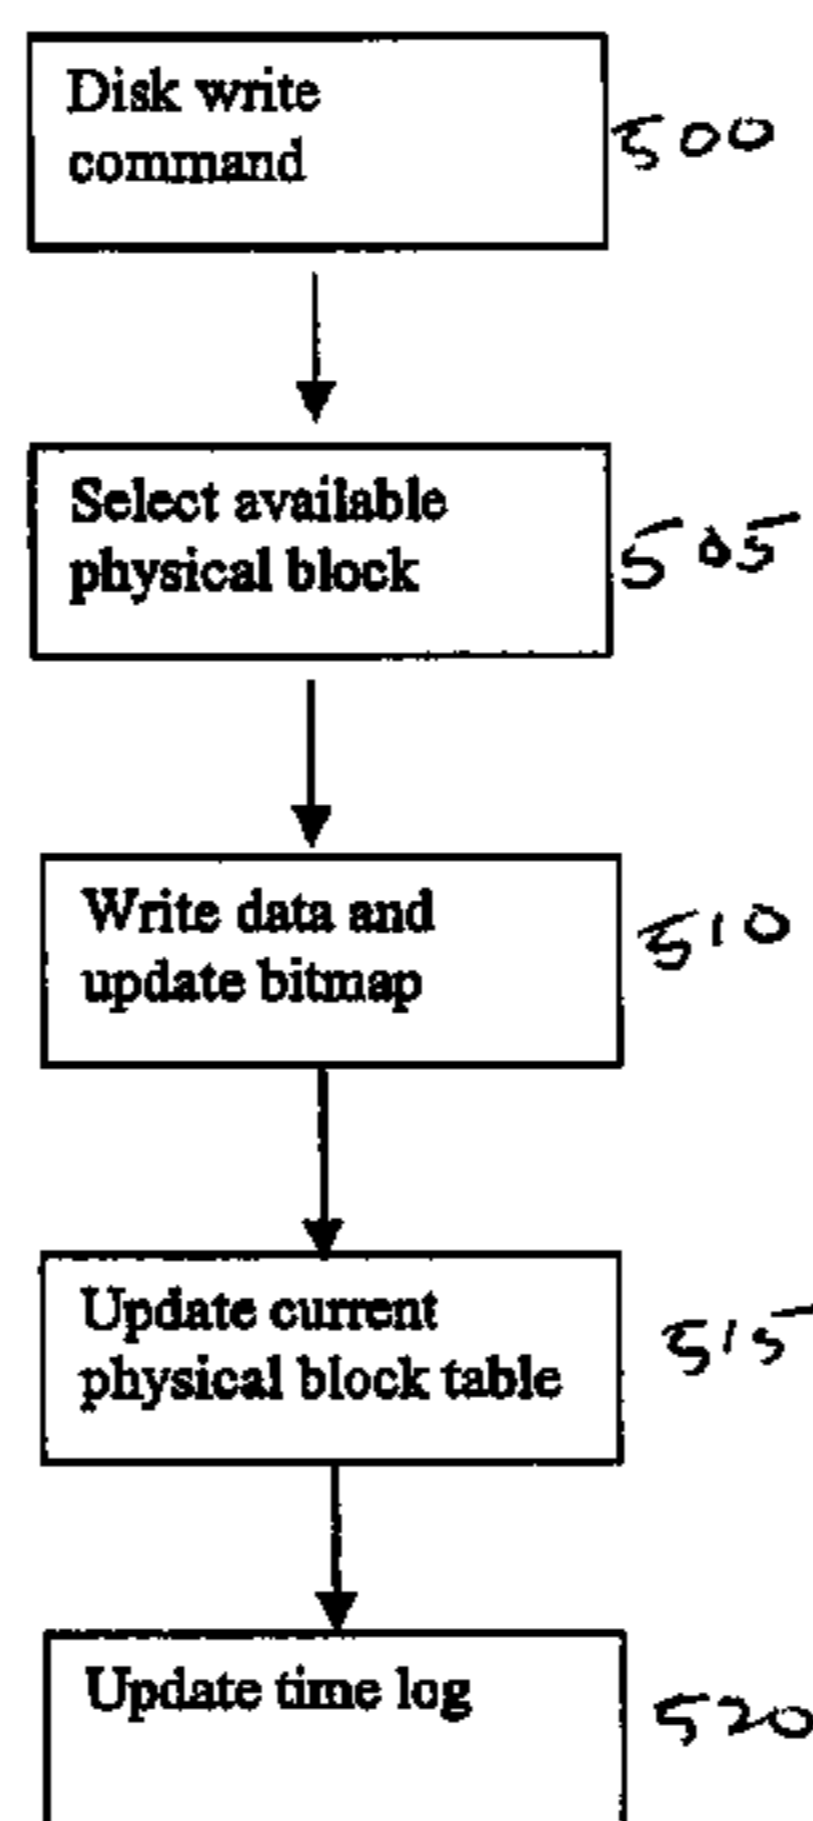 Disk write
command
500
Select available
physical block
505
Write data and
update bitmap
510
Update current
physical block table
515
Update time log
520